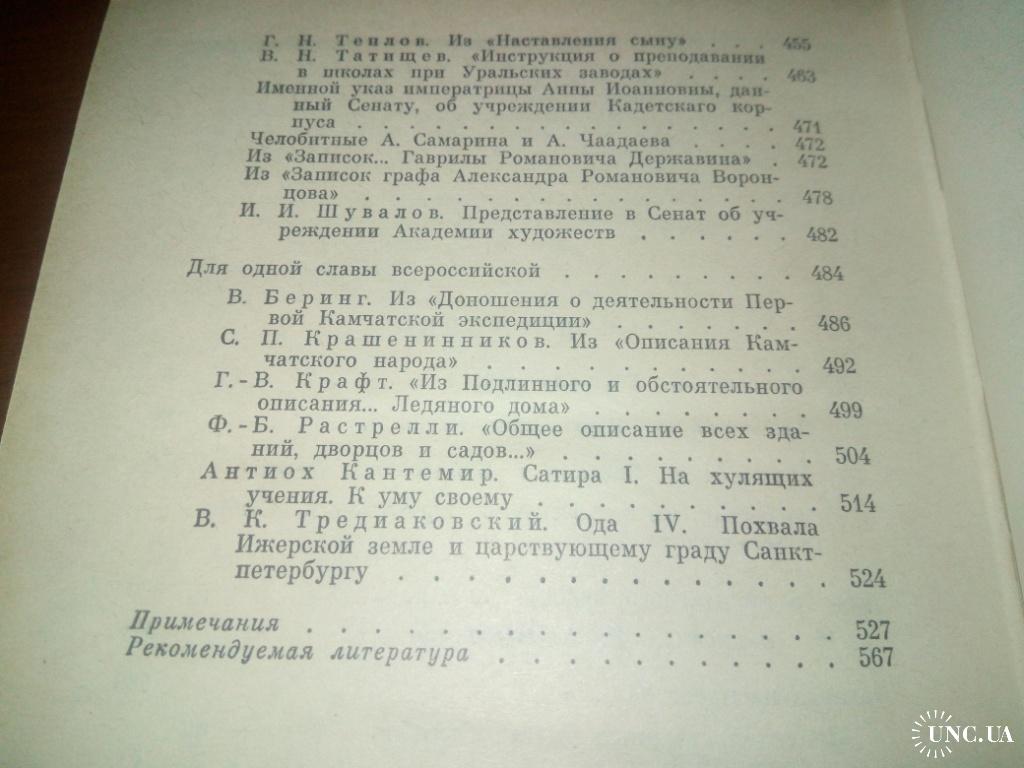 Г. Н. Теплов. Из «Наставления сыну» . . . 455
В. Н. Татищев. «Инструкция о преподавании
в школах при Уральских заводах» . . . . 463
Именной указ императрицы Анны Иоанновны, дан-
ный Сенату, об учреждении Кадетскаго кор-
пуса . . . . . . . . . . . . . . . 471
Челобитные А. Самарина и А. Чаадаева . . . . 472
Из «Записок... Гаврилы Романовича Державина» . 472
Из «Записок графа Александра Романовича Ворон-
цова» . . . . . . . . . . . . . . . 478
И. И. Шувалов. Представление в Сенат об уч-
реждении Академии художеств . . . . . . 482
Для одной славы всероссийской . . . . . . . . . 484
В. Беринг. Из «Доношения о деятельности Пер-
вой Камчатской экспедиции» . . . . . . . 486
С. П. Крашенинников. Из «Описания Кам-
чатского народа» . . . . . . . . . . . 492
Г.-В. Крафт. «Из Подлинного и обстоятельного
описания... Ледяного дома» . . . . . . . . 499
Ф.-Б. Растрелли. «Общее описание всех зда-
ний, дворцов и садов...» . . . . . . . . . 504
Антиох Кантемир. Сатира I. На хулящих
учения. К уму своему . . . . . . . . . . 514
В. К. Тредиаковский. Ода IV. Похвала
Ижерской земле и царствующему граду Санкт-
петербургу . . . . . . . . . . . . . . 524
Примечания . . . . . . . . . . . . . . . . 527
Рекомендуемая литература . . . . . . . . . . 567
UNC.UA